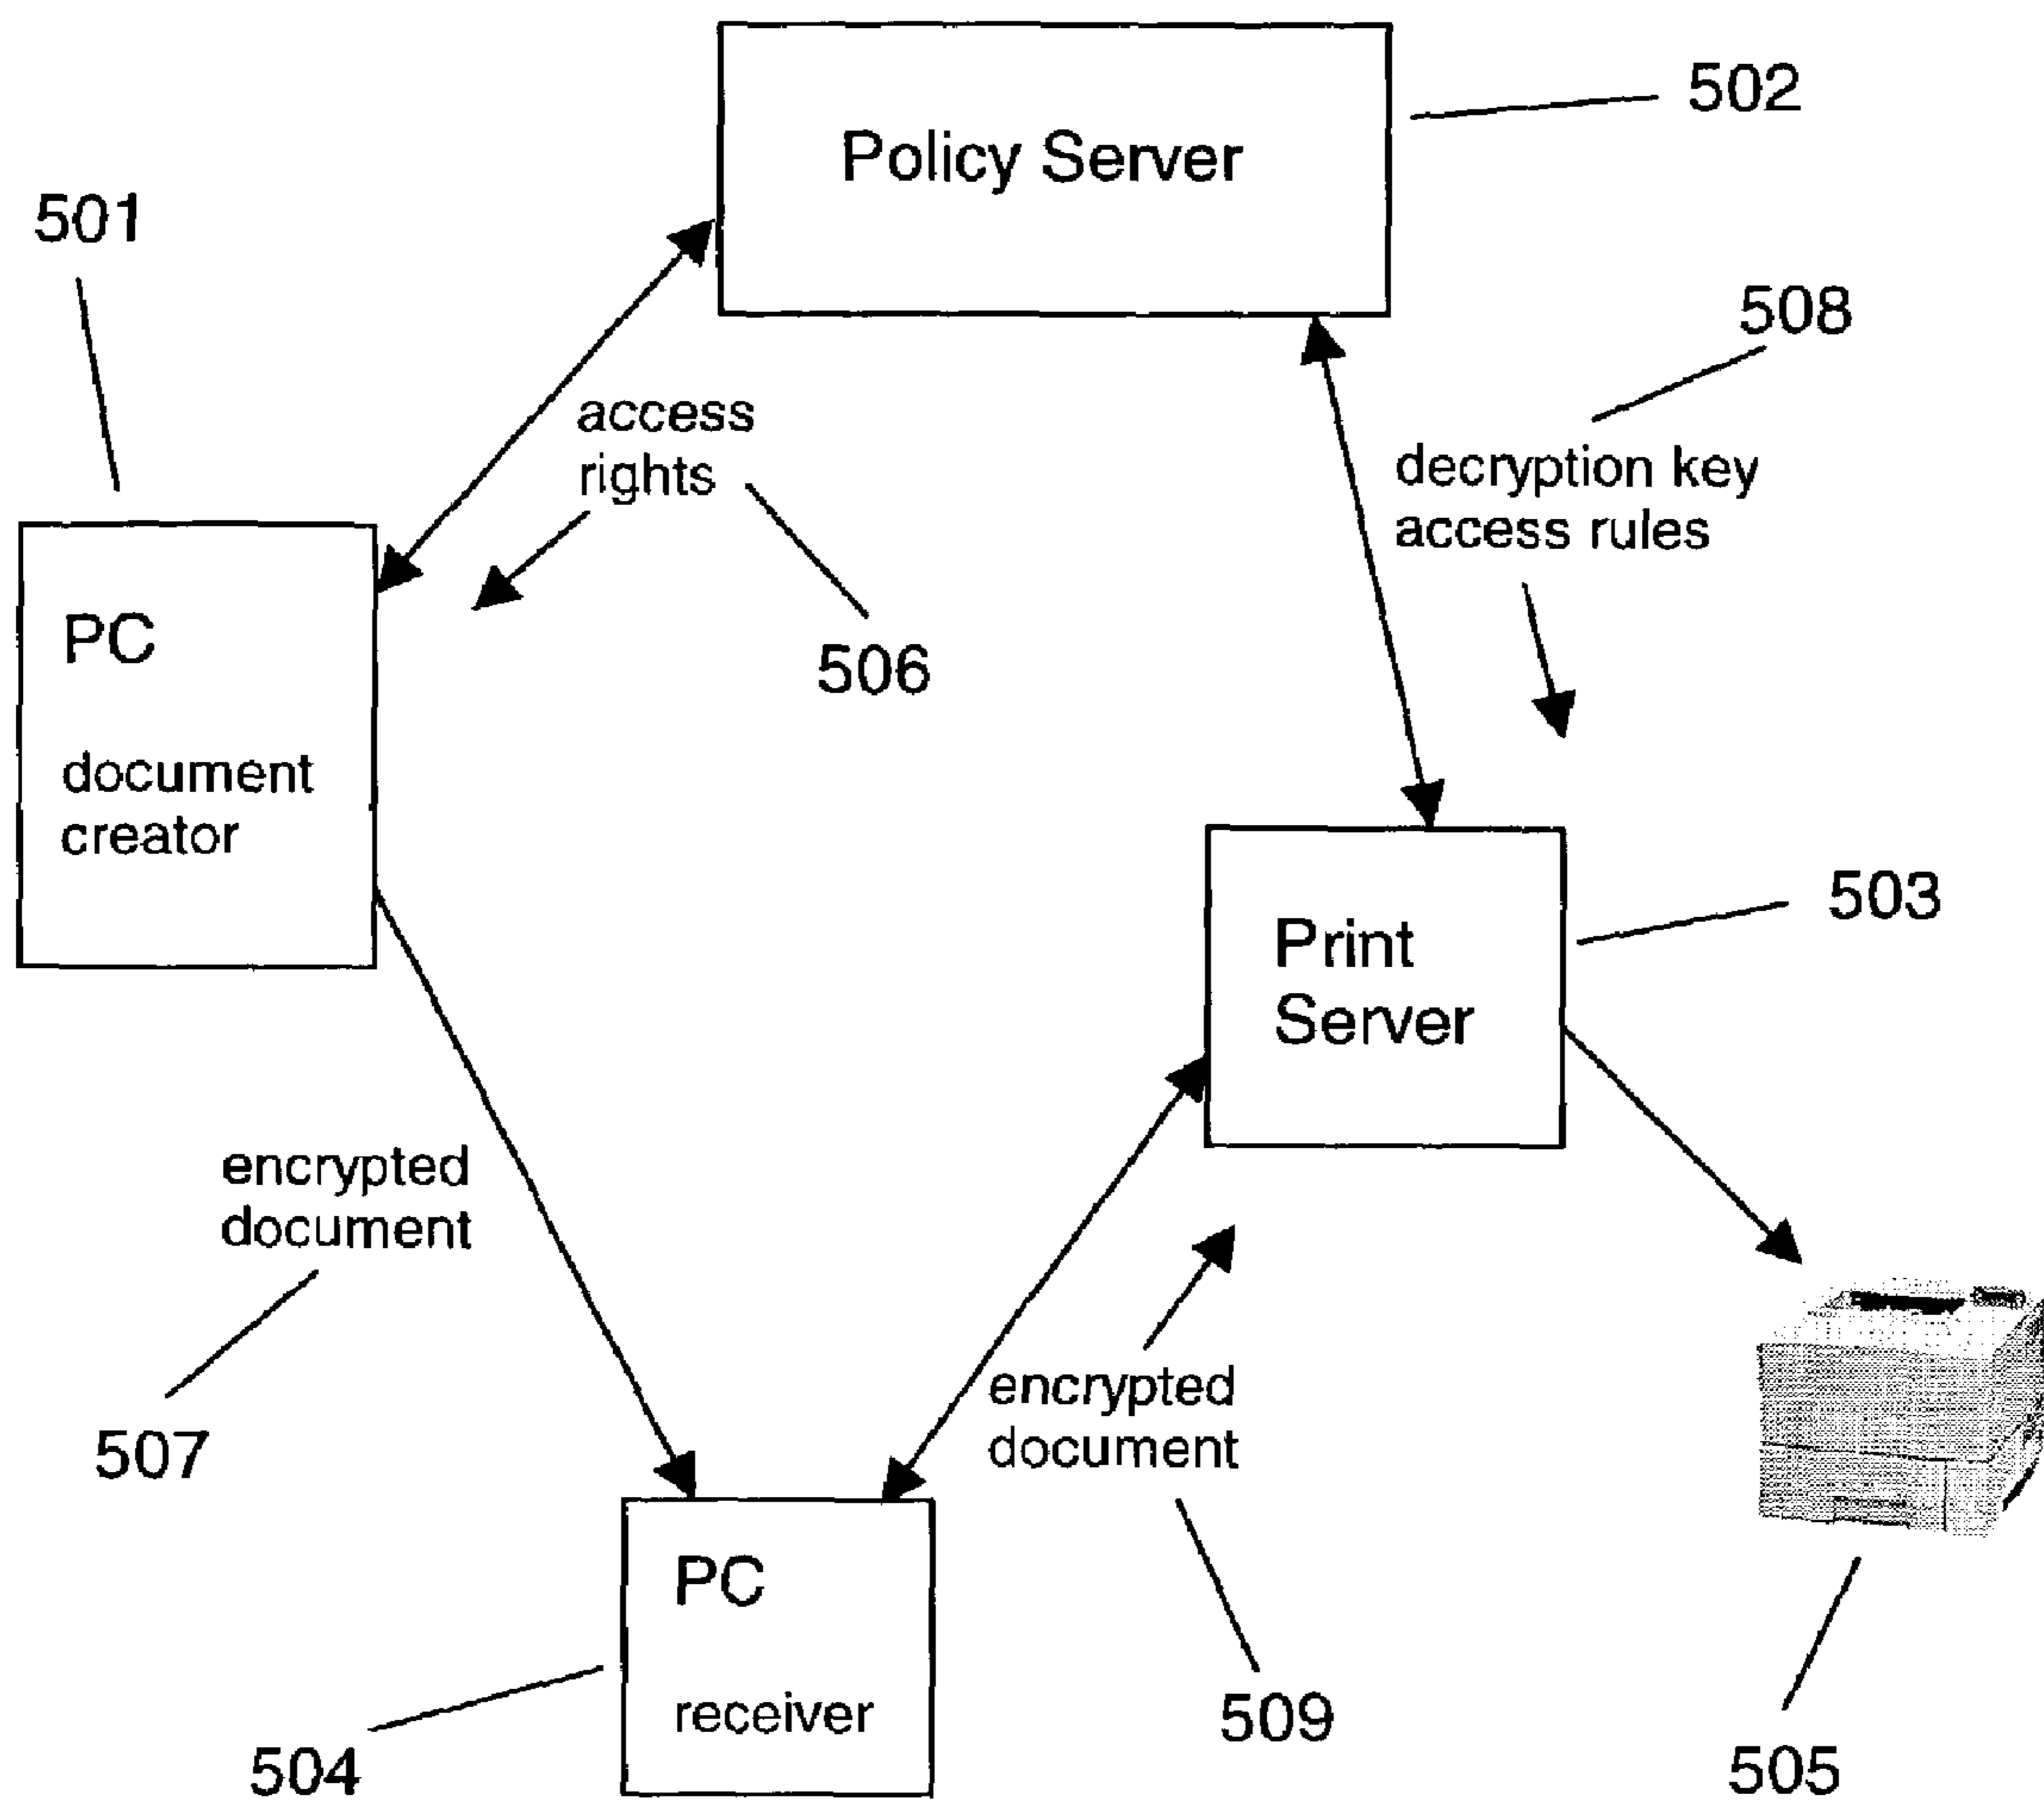 502
Policy Server
501
508
access
rights
decryption key
access rules
506
PC
document
creator
503
Print
Server
encrypted
document
507
encrypted
document
PC
receiver
509
504
505